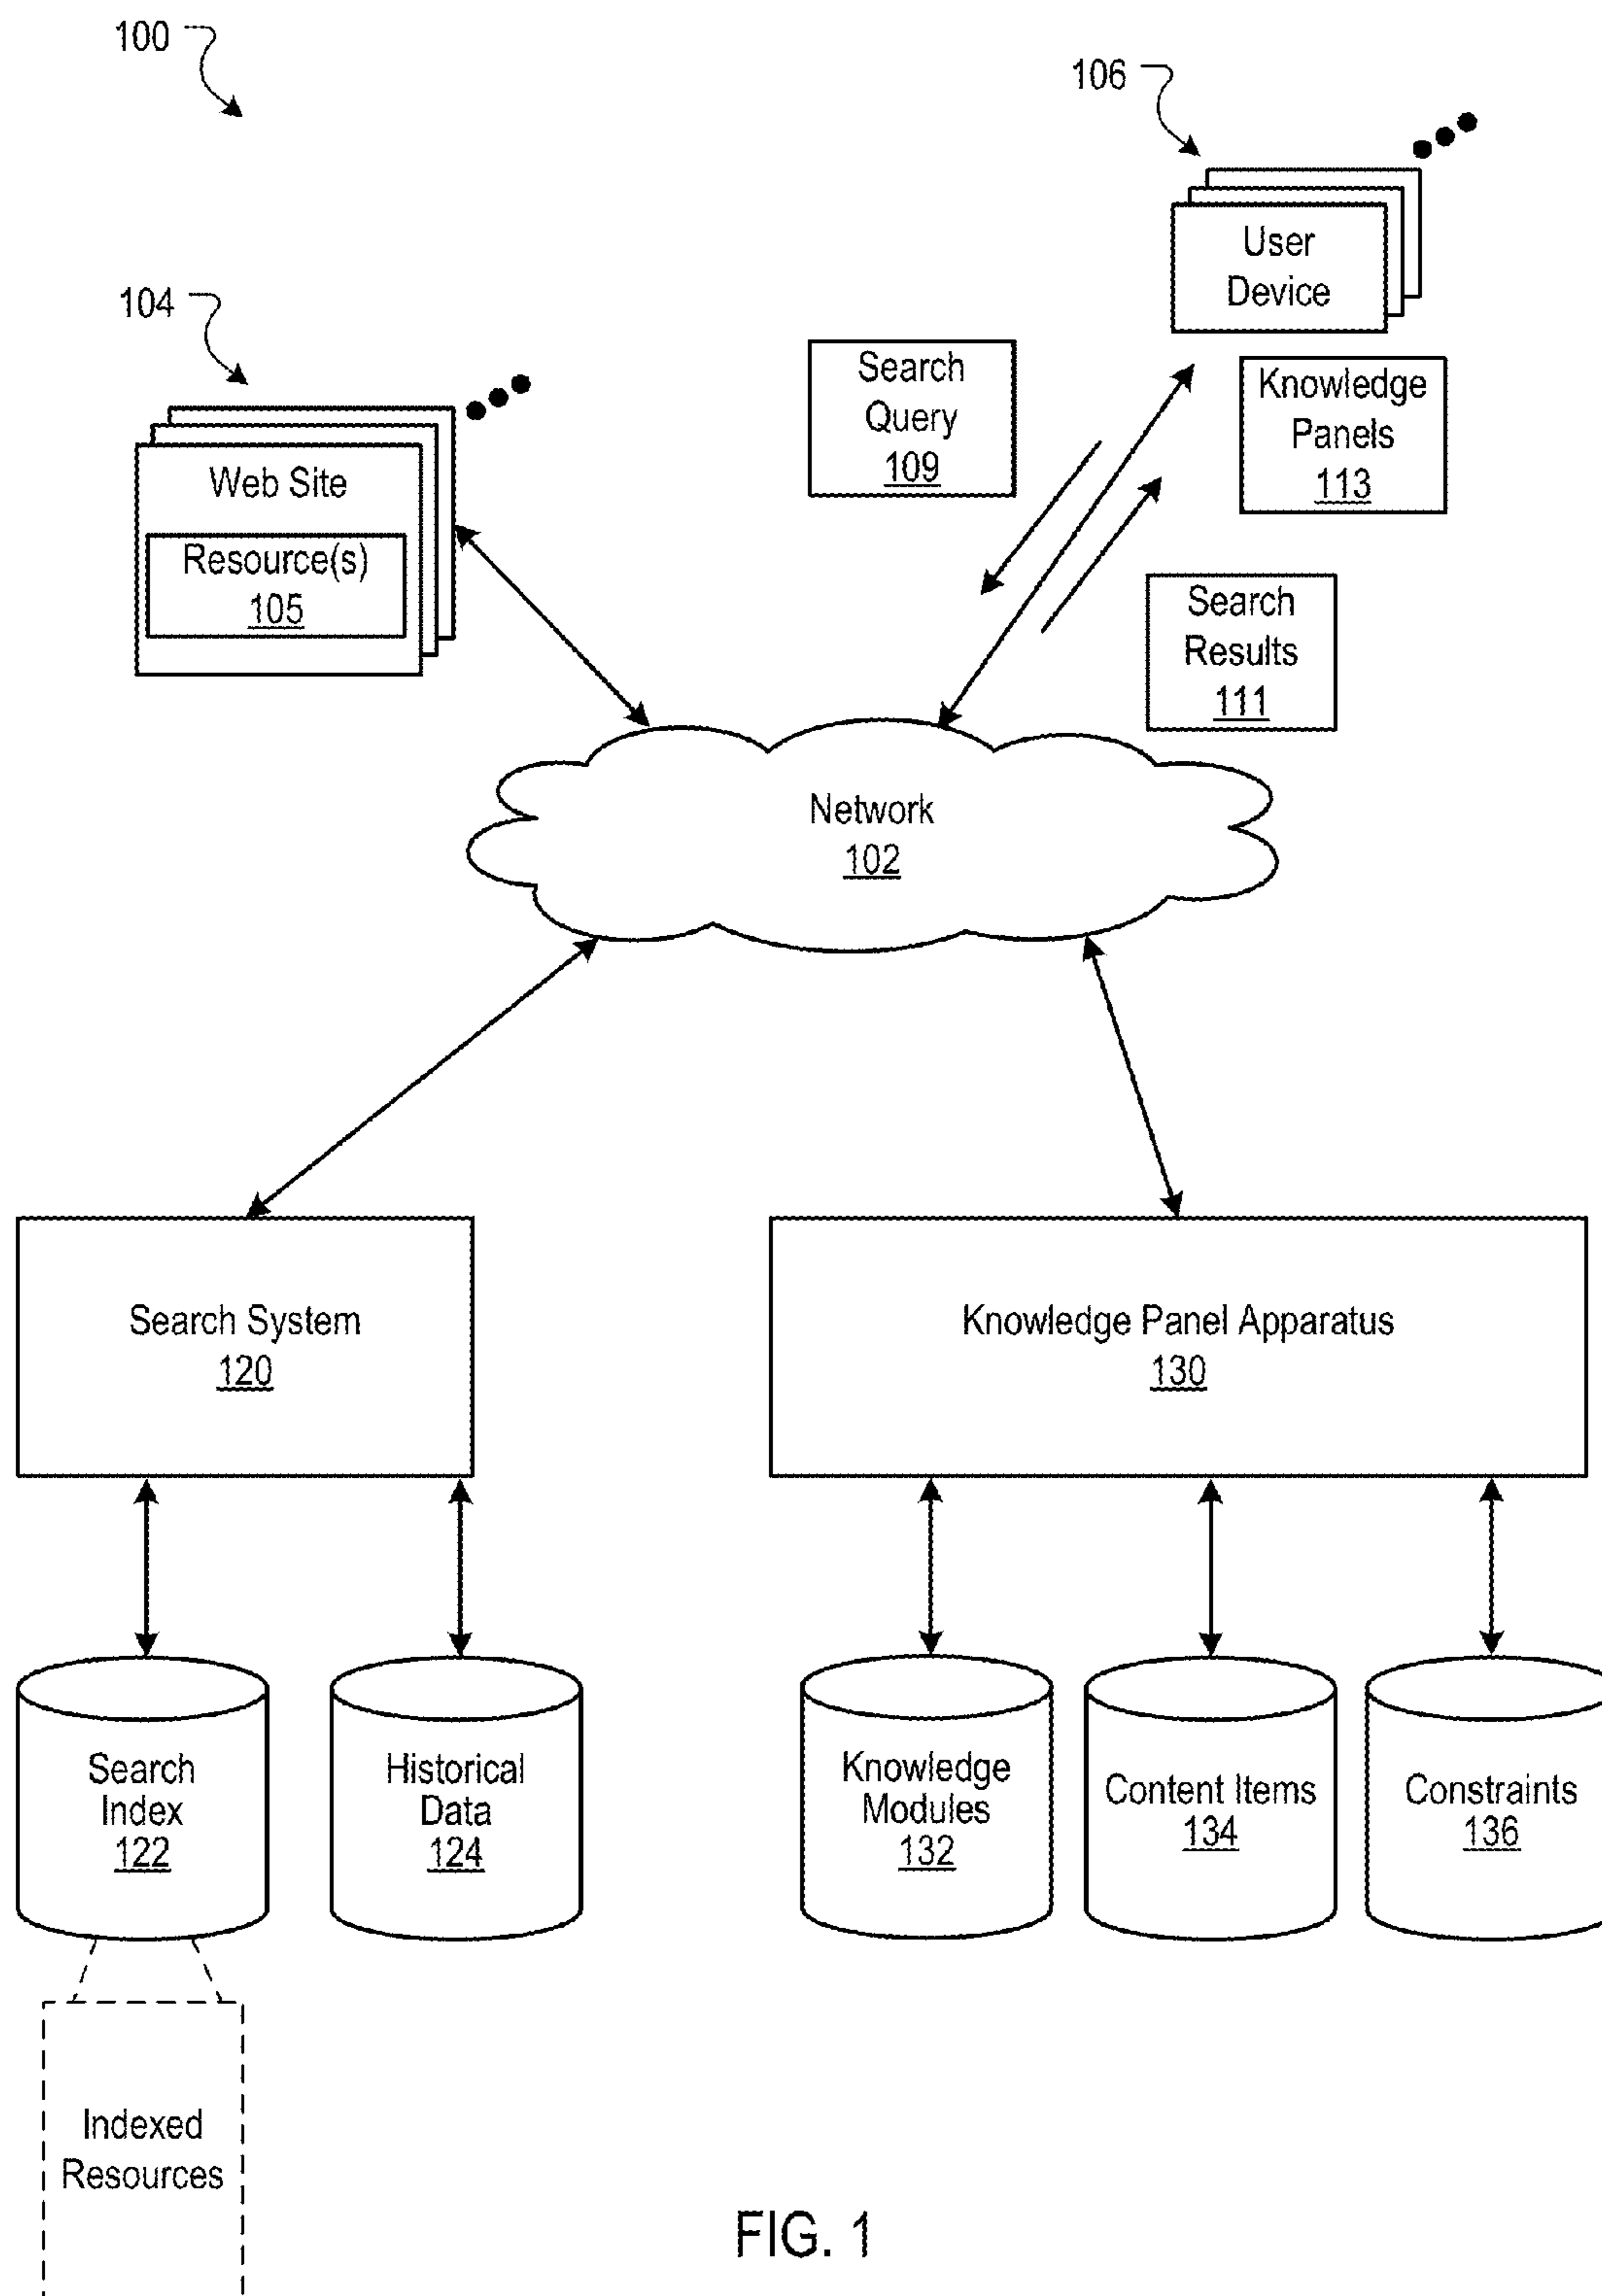 100
106
User
Device
104
Search
Query
109
Knowledge
Panels
113
Web Site
Resource(s)
105
Search
Results
111
Network
102
Search System
120
Knowledge Panel Apparatus
130
Search
Index
122
Historical
Data
124
Knowledge
Modules
132
Content Items
134
Constraints
136
Indexed
Resources
FIG. 1